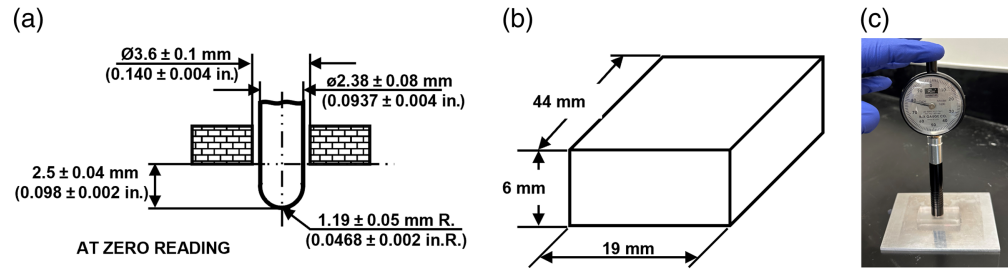 (a)
Ø3.6 ± 0.1 mm
(0.140 ± 0.004 in.)
ø2.38 ± 0.08 mm
(0.0937 ± 0.004 in.)
2.5 ± 0.04 mm
(0.098 ± 0.002 in.)
1.19 ± 0.05 mm R.
(0.0468 ± 0.002 in.R.)
AT ZERO READING
(b)
44 mm
6 mm
19 mm
(c)